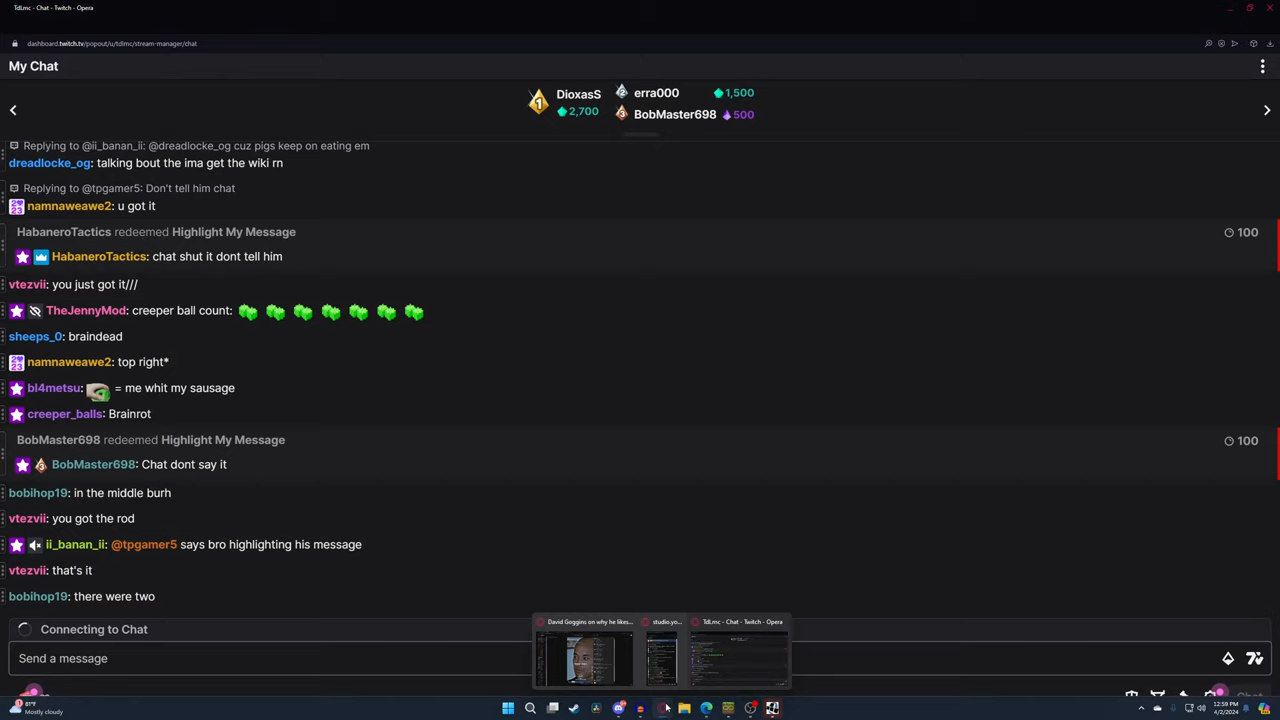 TdLmc - Chat - Twitch - Opera
dashboard.twitch.tv/popout/u/tdlmc/stream-manager/chat
My Chat
1 DioxasS 2,700
2 erra000 1,500
3 BobMaster698 500
Replying to @ii_banan_ii: @dreadlocke_og cuz pigs keep on eating em
dreadlocke_og: talking bout the ima get the wiki rn
Replying to @tpgamer5: Don't tell him chat
namnaweawe2: u got it
HabaneroTactics redeemed Highlight My Message 100
HabaneroTactics: chat shut it dont tell him
vtezvii: you just got it///
TheJennyMod: creeper ball count:
sheeps_0: braindead
namnaweawe2: top right*
bl4metsu: = me whit my sausage
creeper_balls: Brainrot
BobMaster698 redeemed Highlight My Message 100
BobMaster698: Chat dont say it
bobihop19: in the middle burh
vtezvii: you got the rod
ii_banan_ii: @tpgamer5 says bro highlighting his message
vtezvii: that's it
bobihop19: there were two
David Goggins on why he likes... studio.yo... TdLmc - Chat - Twitch - Opera
Connecting to Chat
Send a message
Chat
81°F
Mostly cloudy
12:59 PM
4/2/2024